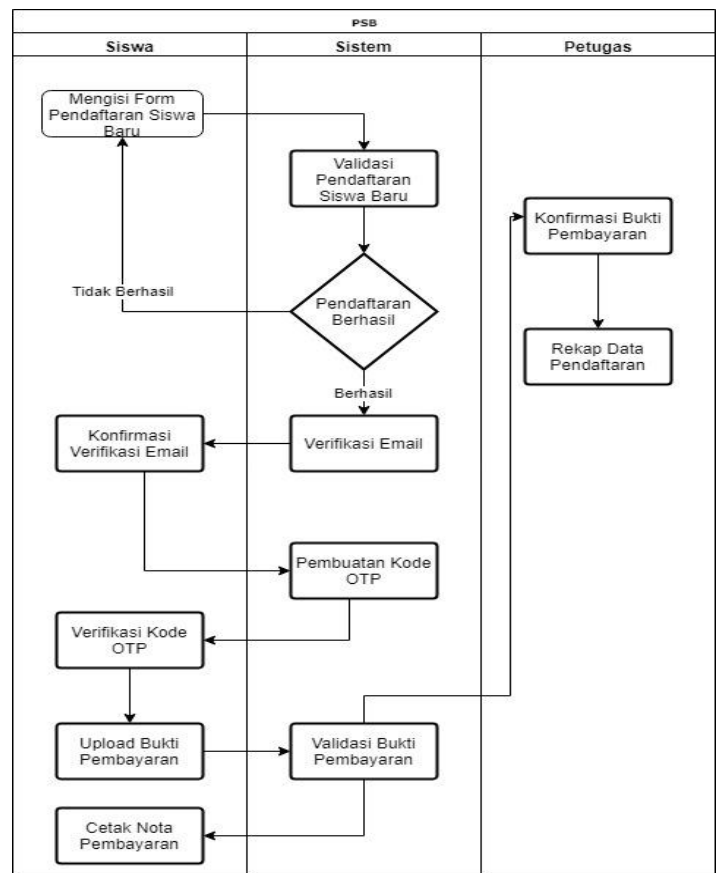 PSB
Siswa
Sistem
Petugas
Mengisi Form
Pendaftaran Siswa
Baru
Validasi
Pendaftaran
Siswa Baru
Konfirmasi Bukti
Pembayaran
Tidak Berhasil
Pendaftaran
Berhasil
Rekap Data
Pendaftaran
Berhasil
Konfirmasi
Verifikasi Email
Verifikasi Email
Pembuatan Kode
OTP
Verifikasi Kode
OTP
Upload Bukti
Pembayaran
Validasi Bukti
Pembayaran
Cetak Nota
Pembayaran